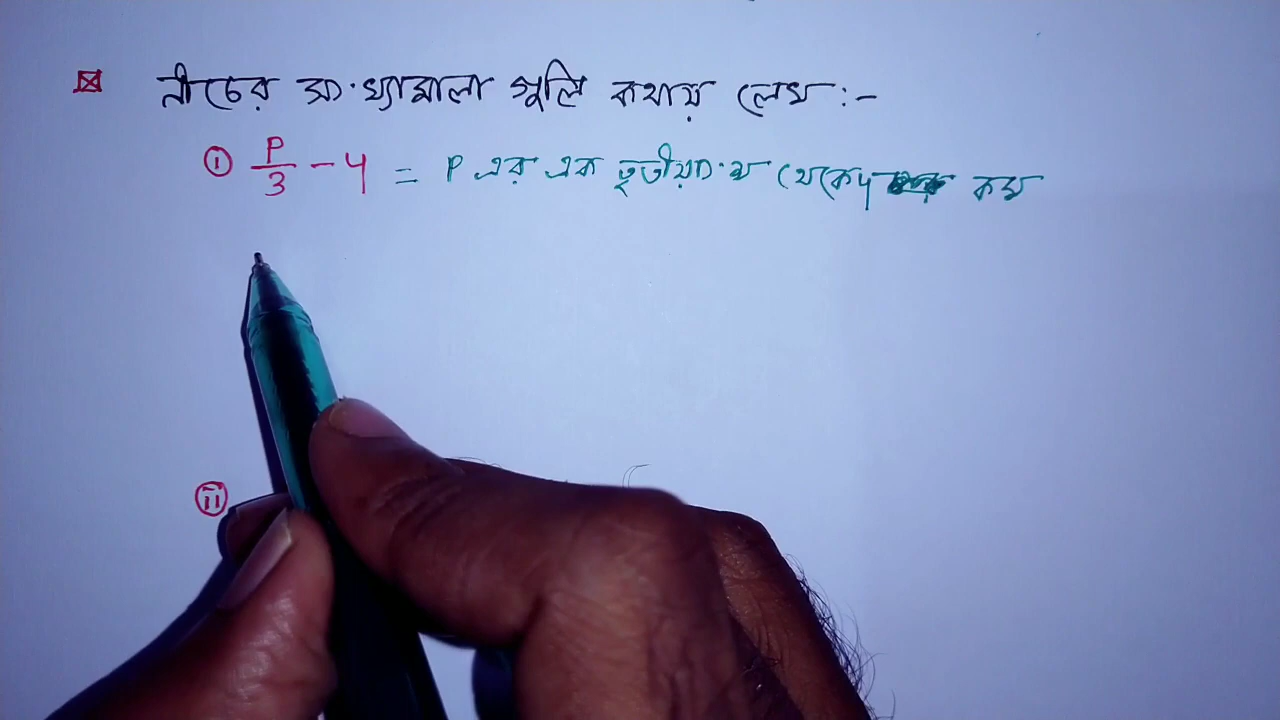 নীচের সংখ্যামালা গুলি কথায় লেখ :-
① P/3 - 4 = P এর এক তৃতীয়াংশ থেকে 4 কম
ⅱ